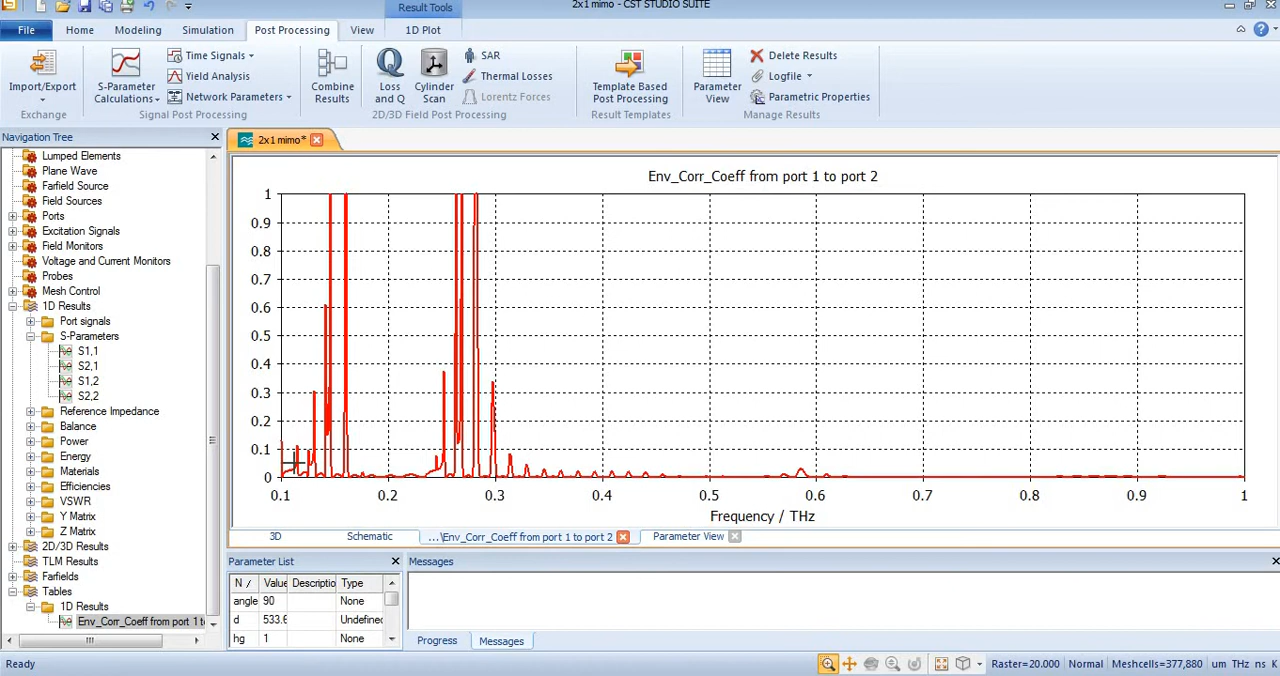 2x1 mimo - CST STUDIO SUITE
Result Tools
File Home Modeling Simulation Post Processing View 1D Plot
Import/Export
Exchange
S-Parameter Calculations
Time Signals
Yield Analysis
Network Parameters
Signal Post Processing
Combine Results
Loss and Q
Cylinder Scan
SAR
Thermal Losses
Lorentz Forces
2D/3D Field Post Processing
Template Based Post Processing
Result Templates
Parameter View
Delete Results
Logfile
Parametric Properties
Manage Results
Navigation Tree
2x1 mimo*
Lumped Elements
Plane Wave
Farfield Source
Field Sources
Ports
Excitation Signals
Field Monitors
Voltage and Current Monitors
Probes
Mesh Control
1D Results
Port signals
S-Parameters
S1,1
S2,1
S1,2
S2,2
Reference Impedance
Balance
Power
Energy
Materials
Efficiencies
VSWR
Y Matrix
Z Matrix
2D/3D Results
TLM Results
Farfields
Tables
1D Results
Env_Corr_Coeff from port 1 t
Env_Corr_Coeff from port 1 to port 2
1
0.9
0.8
0.7
0.6
0.5
0.4
0.3
0.2
0.1
0
0.1 0.2 0.3 0.4 0.5 0.6 0.7 0.8 0.9 1
Frequency / THz
3D Schematic ...\Env_Corr_Coeff from port 1 to port 2 Parameter View
Parameter List
N Value Descriptio Type
angle 90 None
d 533.6 Undefined
hg 1 None
Messages
Progress Messages
Ready
Raster=20.000 Normal Meshcells=377,880 um THz ns K